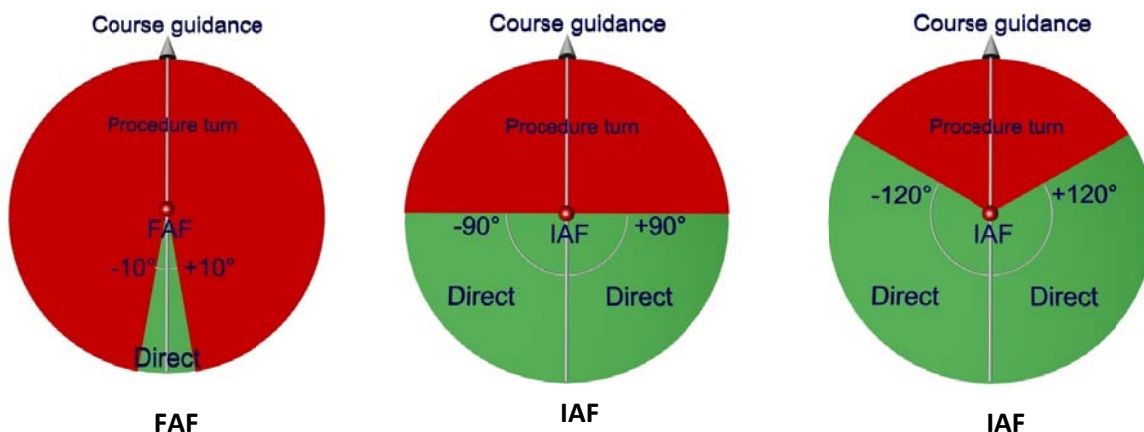 Course guidance
Procedure turn
FAF
-10° +10°
Direct
FAF
Course guidance
Procedure turn
-90° IAF +90°
Direct Direct
IAF
Course guidance
Procedure turn
-120° +120°
IAF
Direct Direct
IAF